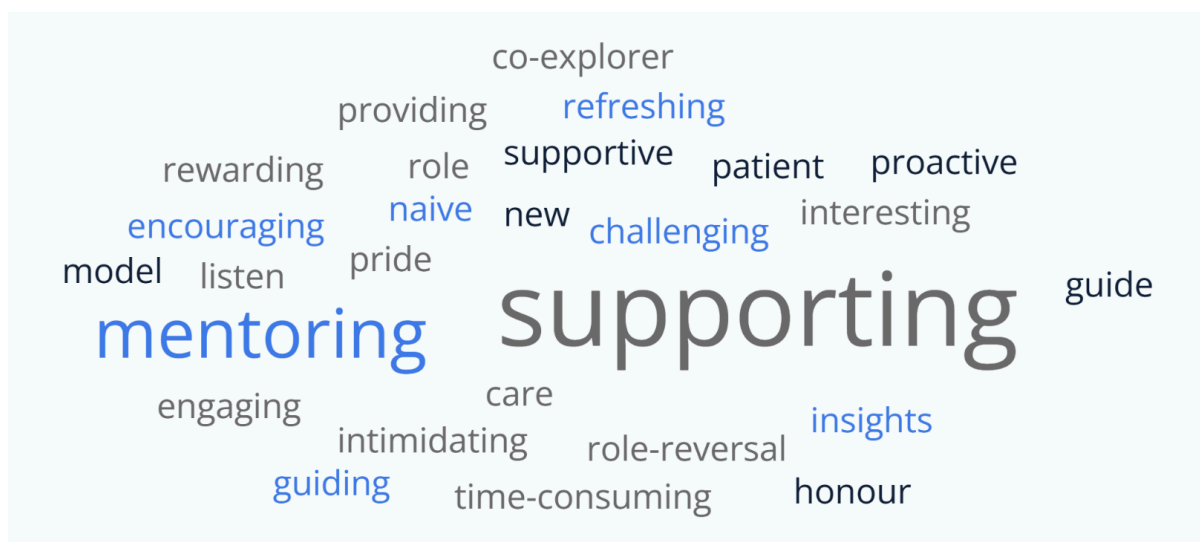 co-explorer
providing
refreshing
rewarding
role
supportive
patient
proactive
encouraging
naive
new
challenging
interesting
model
listen
pride
guide
mentoring
supporting
engaging
care
intimidating
role-reversal
insights
guiding
time-consuming
honour